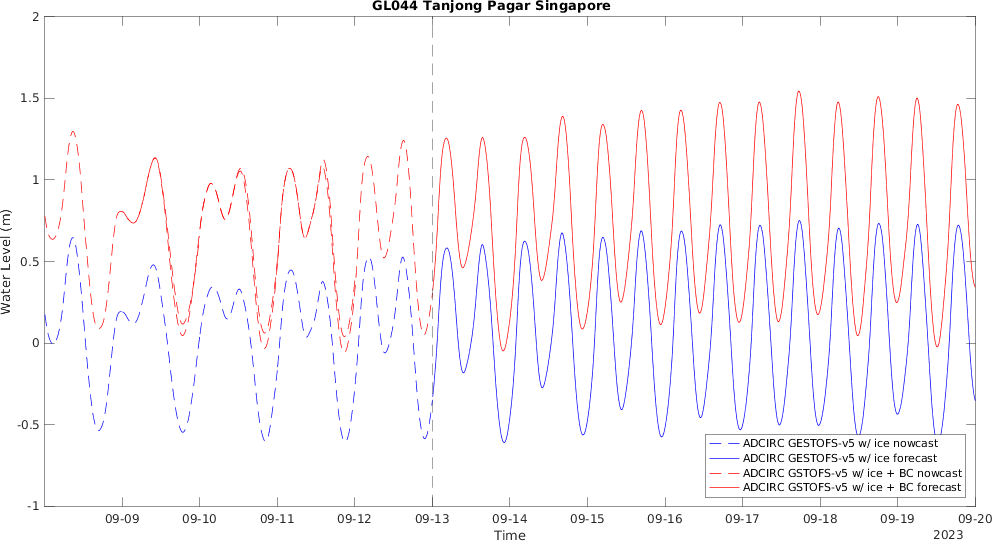 GL044 Tanjong Pagar Singapore
2
1.5
1
0.5
0
-0.5
-1
Water Level (m)
ADCIRC GESTOFS-v5 w/ ice nowcast
ADCIRC GESTOFS-v5 w/ ice forecast
ADCIRC GSTOFS-v5 w/ ice + BC nowcast
ADCIRC GSTOFS-v5 w/ ice + BC forecast
09-09 09-10 09-11 09-12 09-13 09-14 09-15 09-16 09-17 09-18 09-19 09-20
Time
2023